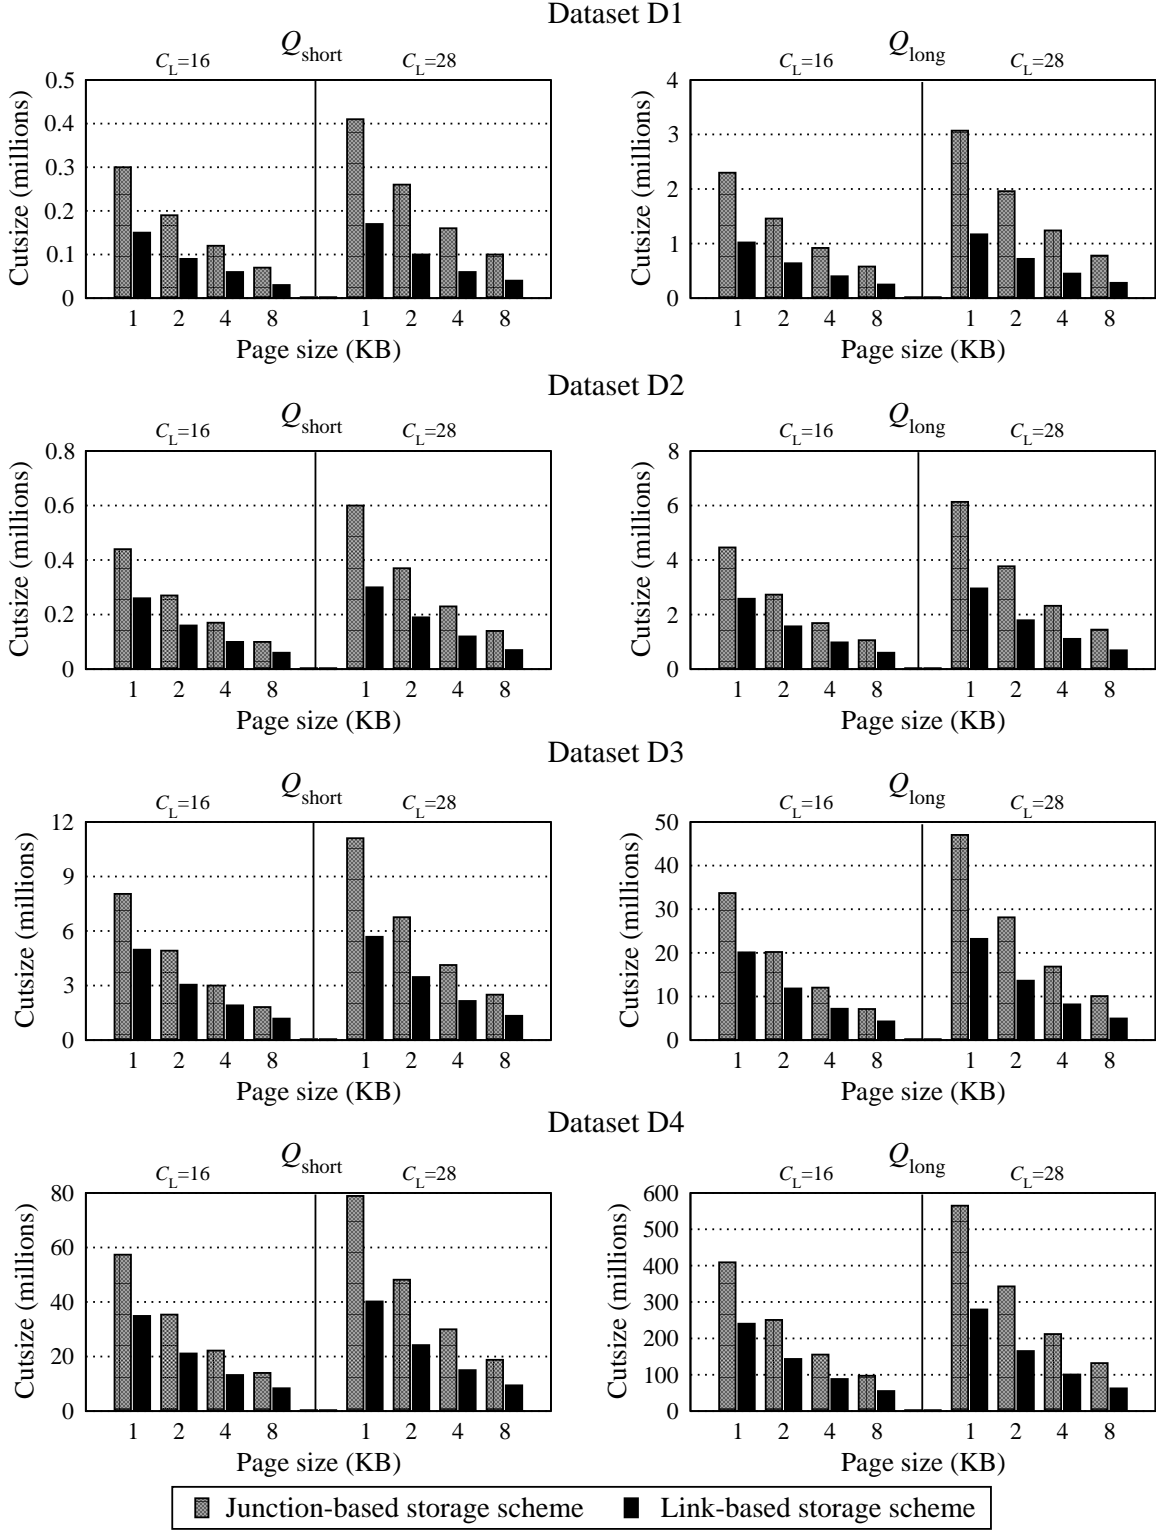 Dataset D1
Q_short Q_long
C_L=16 C_L=28 C_L=16 C_L=28
Cutsize (millions)
0.5
0.4
0.3
0.2
0.1
0
1 2 4 8 1 2 4 8
Page size (KB)
Cutsize (millions)
4
3
2
1
0
1 2 4 8 1 2 4 8
Page size (KB)
Dataset D2
Q_short Q_long
C_L=16 C_L=28 C_L=16 C_L=28
Cutsize (millions)
0.8
0.6
0.4
0.2
0
1 2 4 8 1 2 4 8
Page size (KB)
Cutsize (millions)
8
6
4
2
0
1 2 4 8 1 2 4 8
Page size (KB)
Dataset D3
Q_short Q_long
C_L=16 C_L=28 C_L=16 C_L=28
Cutsize (millions)
12
9
6
3
0
1 2 4 8 1 2 4 8
Page size (KB)
Cutsize (millions)
50
40
30
20
10
0
1 2 4 8 1 2 4 8
Page size (KB)
Dataset D4
Q_short Q_long
C_L=16 C_L=28 C_L=16 C_L=28
Cutsize (millions)
80
60
40
20
0
1 2 4 8 1 2 4 8
Page size (KB)
Cutsize (millions)
600
500
400
300
200
100
0
1 2 4 8 1 2 4 8
Page size (KB)
Junction-based storage scheme Link-based storage scheme